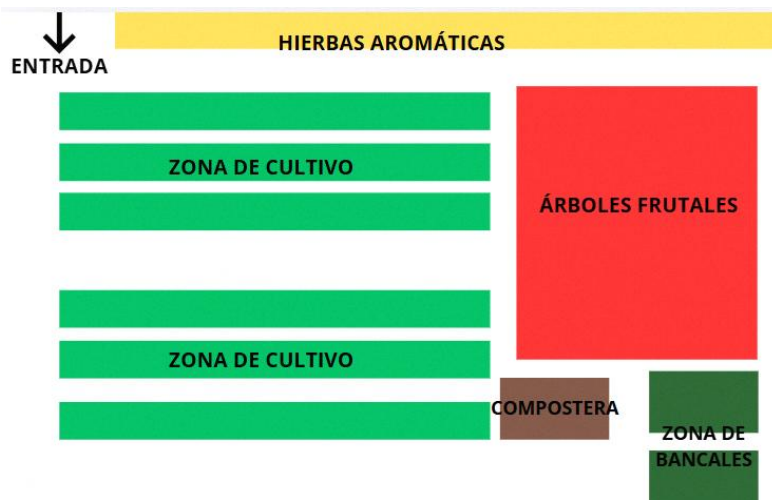 HIERBAS AROMÁTICAS
ENTRADA
ZONA DE CULTIVO
ÁRBOLES FRUTALES
ZONA DE CULTIVO
COMPOSTERA
ZONA DE
BANCALES